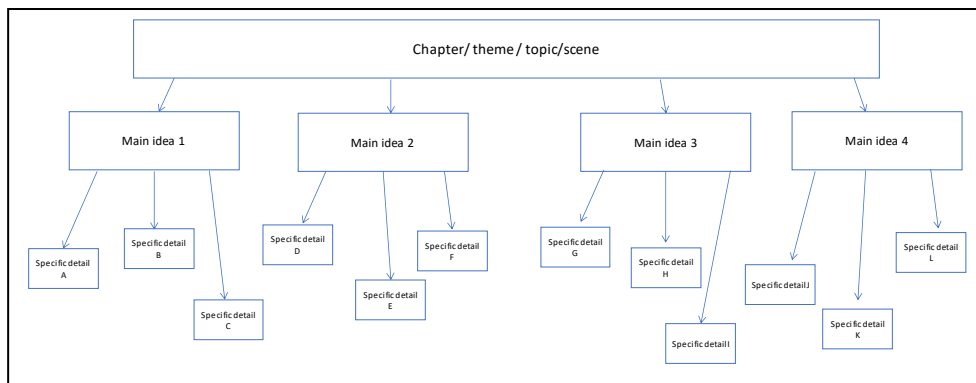 Chapter/ theme / topic/scene
Main idea 1
Main idea 2
Main idea 3
Main idea 4
Specific detail
A
Specific detail
B
Specific detail
C
Specific detail
D
Specific detail
E
Specific detail
F
Specific detail
G
Specific detail
H
Specific detail I
Specific detail J
Specific detail
K
Specific detail
L